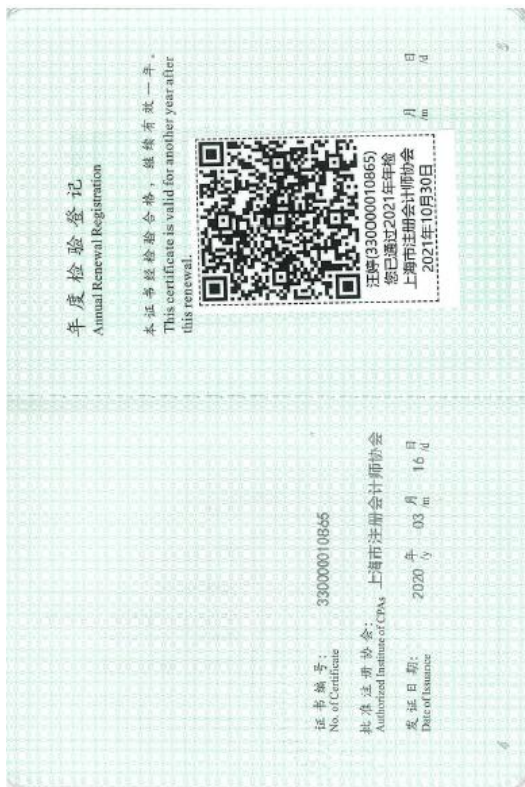 年度检验登记
Annual Renewal Registration
本证书经检验合格，继续有效一年。
This certificate is valid for another year after
this renewal.
汪婷(330000010865)
您已通过2021年年检
上海市注册会计师协会
2021年10月30日
月 日
/m /d
5
证书编号： 330000010865
No. of Certificate
批准注册协会： 上海市注册会计师协会
Authorized Institute of CPAs
发证日期： 2020 年 03 月 16 日
Date of Issuance /y /m /d
4